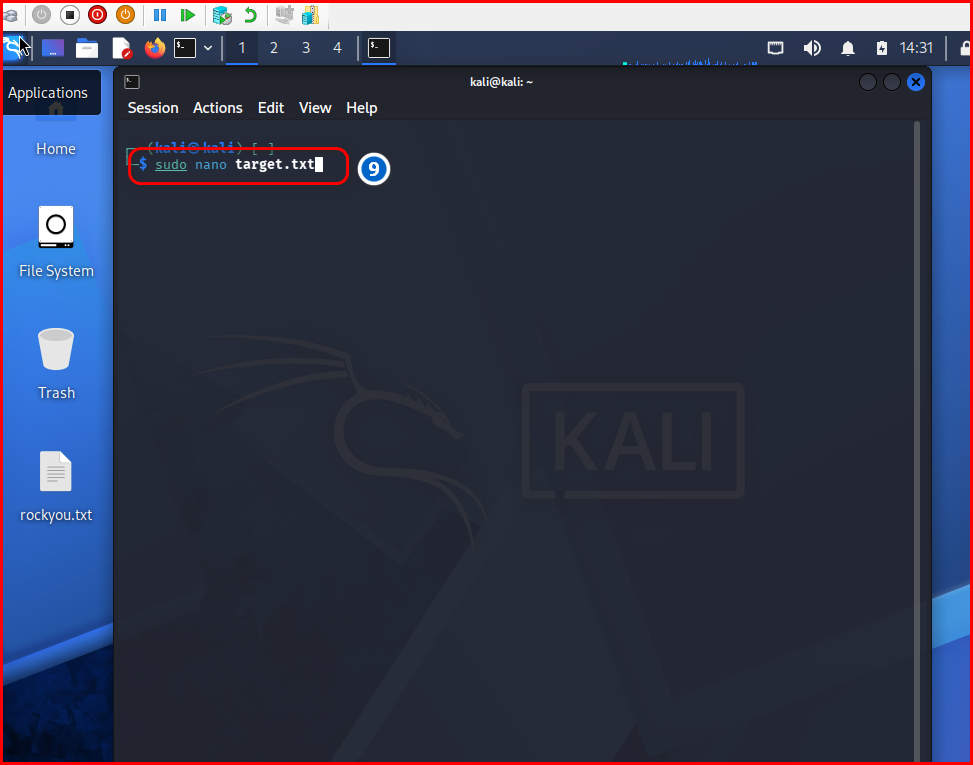 1 2 3 4 14:31
Applications
kali@kali: ~
Session Actions Edit View Help
Home
(kali㉿kali)-[~]
$ sudo nano target.txt
9
File System
Trash
KALI
rockyou.txt